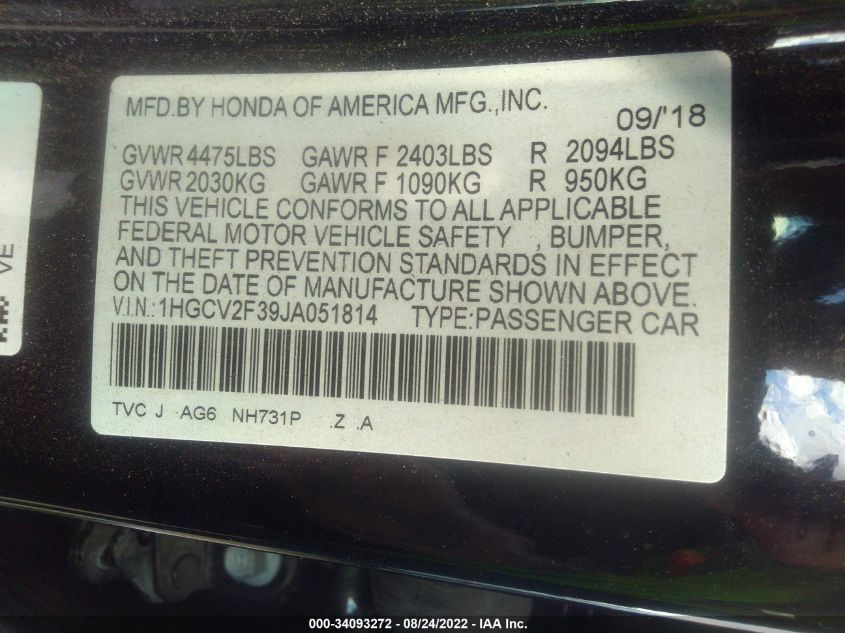 MFD.BY HONDA OF AMERICA MFG.,INC.
09/'18
GVWR 4475LBS GAWR F 2403LBS R 2094LBS
GVWR 2030KG GAWR F 1090KG R 950KG
THIS VEHICLE CONFORMS TO ALL APPLICABLE
FEDERAL MOTOR VEHICLE SAFETY , BUMPER,
AND THEFT PREVENTION STANDARDS IN EFFECT
ON THE DATE OF MANUFACTURE SHOWN ABOVE.
V.I.N.:1HGCV2F39JA051814 TYPE:PASSENGER CAR
TVC J AG6 NH731P .Z .A
VE
000-34093272 - 08/24/2022 - IAA Inc.